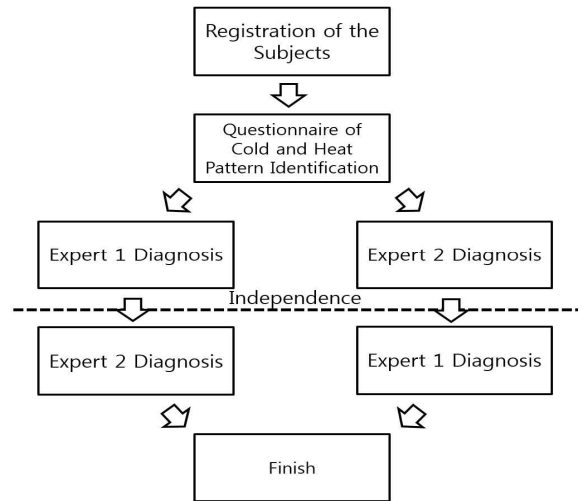 Registration of the
Subjects
Questionnaire of
Cold and Heat
Pattern Identification
Expert 1 Diagnosis
Expert 2 Diagnosis
Independence
Expert 2 Diagnosis
Expert 1 Diagnosis
Finish